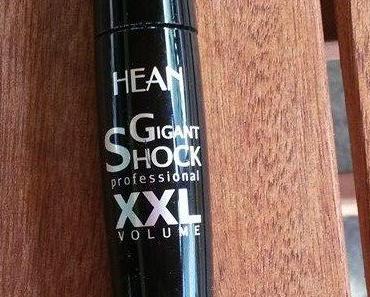 HEAN
GIGANT
SHOCK
professional
XXL
VOLUME